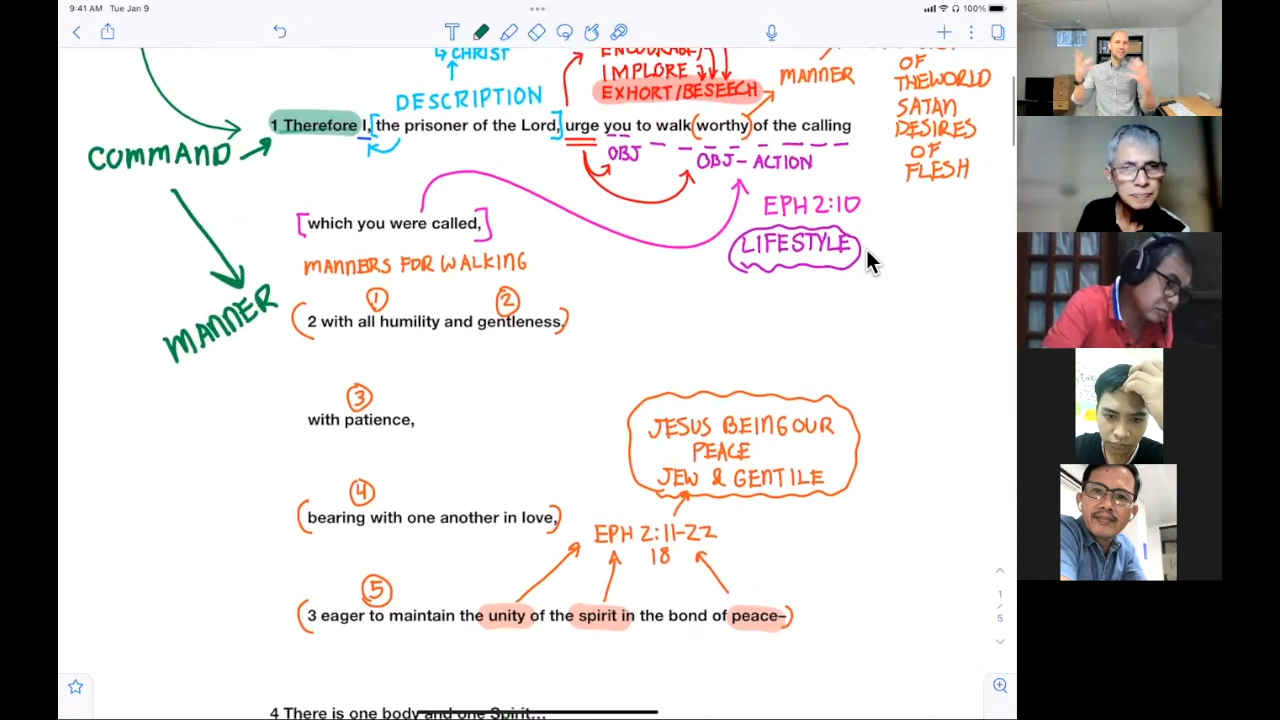 9:41 AM Tue Jan 9
100%
T
↳CHRIST
ENCOURAGE/
IMPLORE
EXHORT/BESEECH
MANNER
OF
THEWORLD
SATAN
DESIRES
OF
FLESH
DESCRIPTION
1 Therefore I, [the prisoner of the Lord,] urge you to walk (worthy) of the calling
COMMAND
OBJ
OBJ-ACTION
EPH 2:10
[which you were called,]
LIFESTYLE
MANNERS FOR WALKING
MANNER
1 2
(2 with all humility and gentleness.)
3
with patience,
JESUS BEING OUR
PEACE
JEW & GENTILE
4
(bearing with one another in love,)
EPH 2:11-22
18
5
(3 eager to maintain the unity of the spirit in the bond of peace–)
1
/
5
4 There is one body and one Spirit...